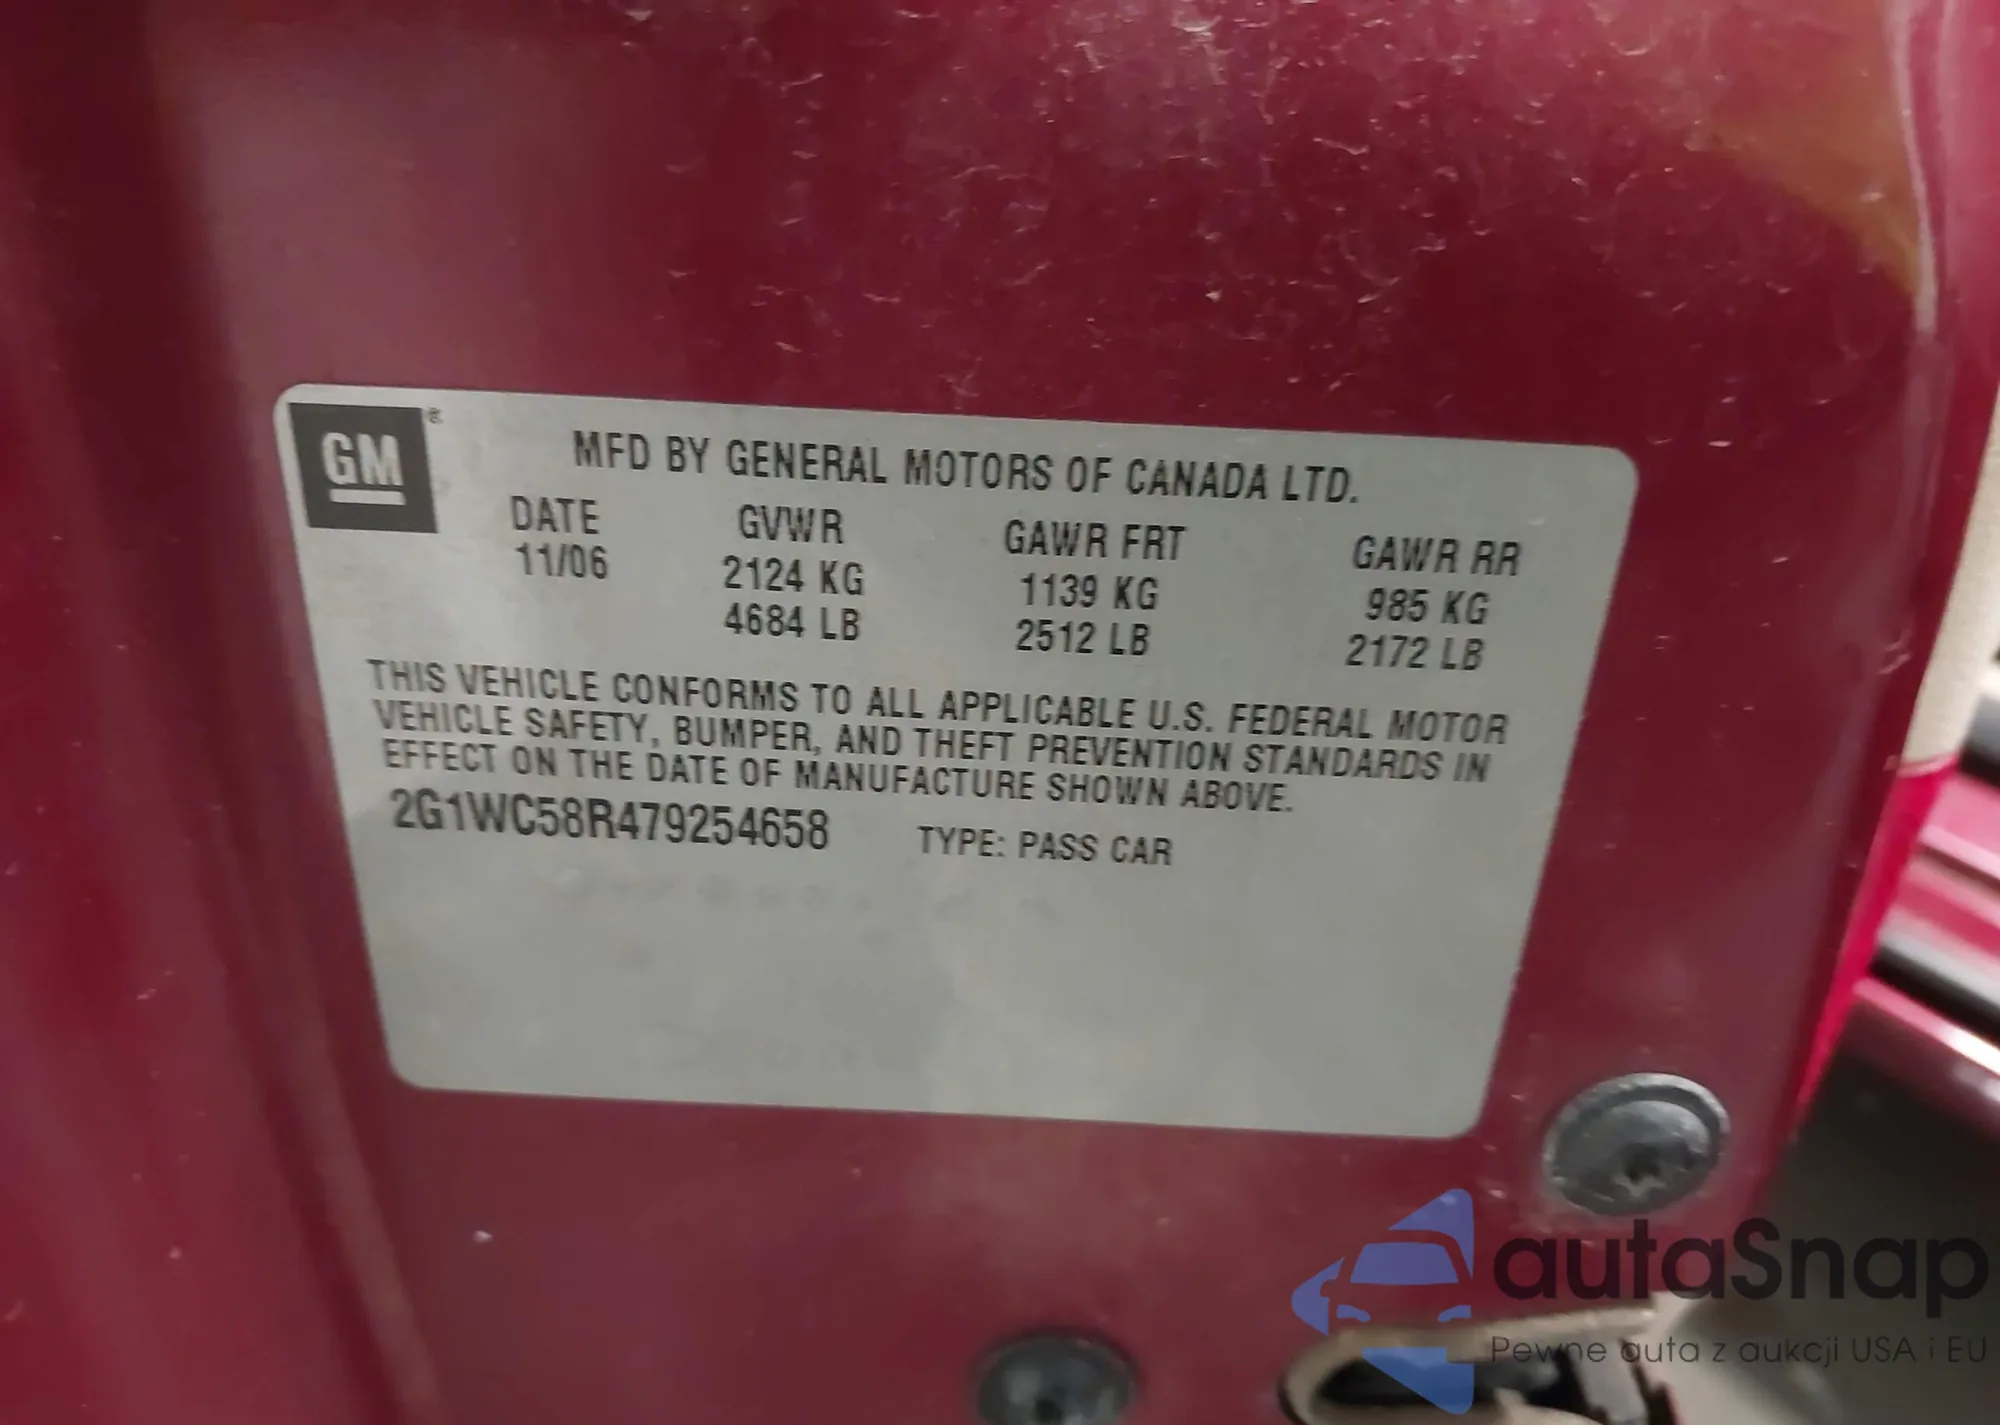 GM ®
MFD BY GENERAL MOTORS OF CANADA LTD.
DATE GVWR GAWR FRT GAWR RR
11/06 2124 KG 1139 KG 985 KG
4684 LB 2512 LB 2172 LB
THIS VEHICLE CONFORMS TO ALL APPLICABLE U.S. FEDERAL MOTOR
VEHICLE SAFETY, BUMPER, AND THEFT PREVENTION STANDARDS IN
EFFECT ON THE DATE OF MANUFACTURE SHOWN ABOVE.
2G1WC58R479254658 TYPE: PASS CAR
autaSnap
Pewne auta z aukcji USA i EU